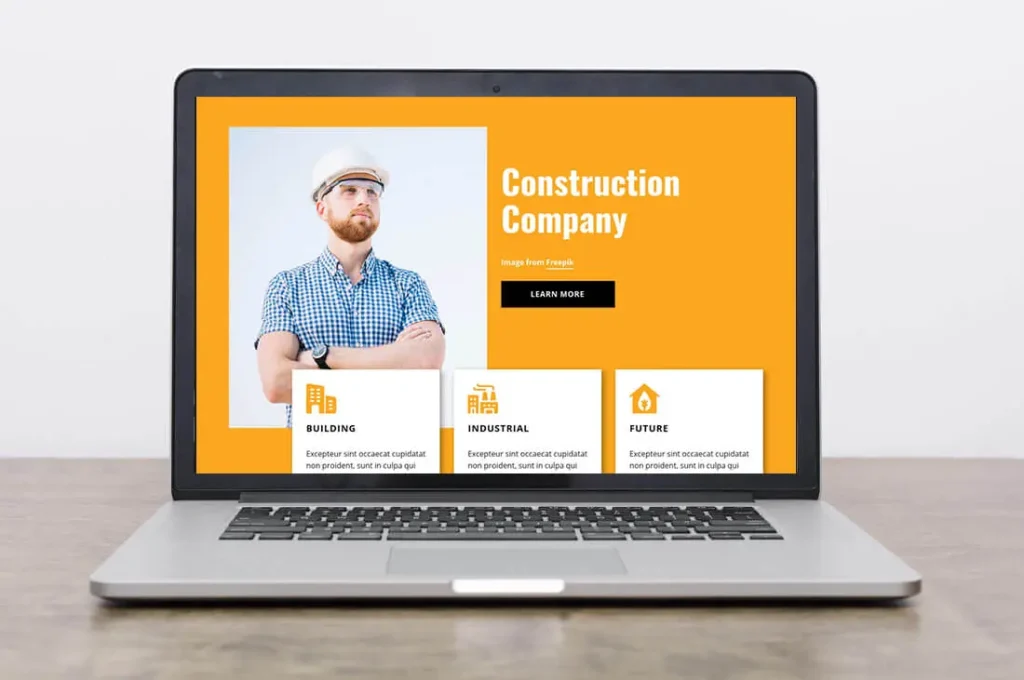 Construction
Company
Image from Freepik
LEARN MORE
BUILDING
Excepteur sint occaecat cupidatat
non proident, sunt in culpa qui
INDUSTRIAL
Excepteur sint occaecat cupidatat
non proident, sunt in culpa qui
FUTURE
Excepteur sint occaecat cupidatat
non proident, sunt in culpa qui